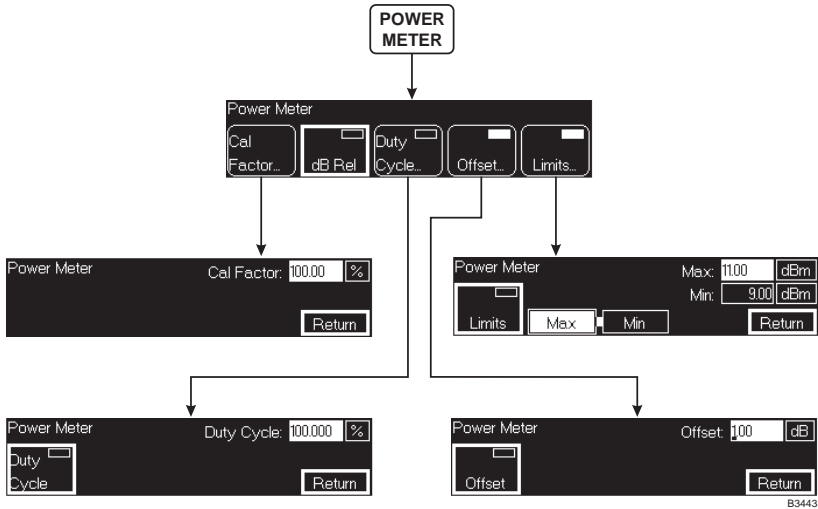 POWER
METER
Power Meter
Cal
Factor...
dB Rel
Duty
Cycle...
Offset...
Limits...
Power Meter
Cal Factor: 100.00 %
Return
Power Meter
Max: 11.00 dBm
Min: 9.00 dBm
Limits
Max
Min
Return
Power Meter
Duty Cycle: 100.000 %
Duty
Cycle
Return
Power Meter
Offset: 1.00 dB
Offset
Return
B3443